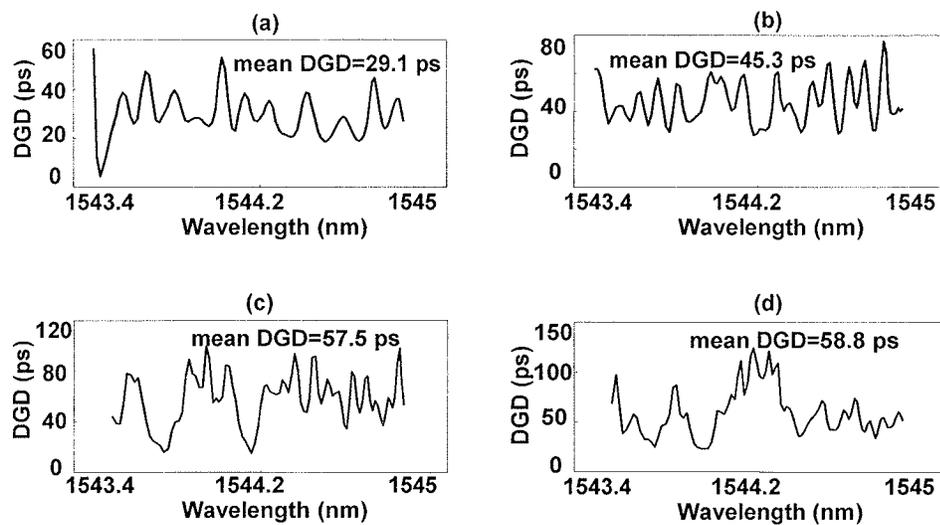 (a)
60
40
20
0
DGD (ps)
mean DGD=29.1 ps
1543.4
1544.2
1545
Wavelength (nm)
(b)
80
40
0
DGD (ps)
mean DGD=45.3 ps
1543.4
1544.2
1545
Wavelength (nm)
(c)
120
80
40
0
DGD (ps)
mean DGD=57.5 ps
1543.4
1544.2
1545
Wavelength (nm)
(d)
150
100
50
0
DGD (ps)
mean DGD=58.8 ps
1543.4
1544.2
1545
Wavelength (nm)